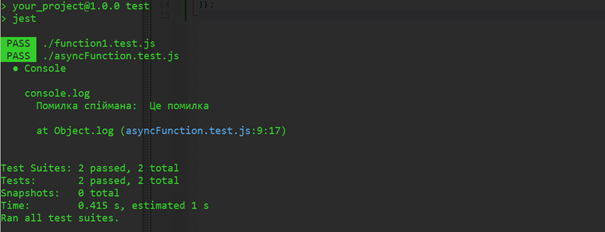 > your_project@1.0.0 test
> jest
PASS ./function1.test.js
PASS ./asyncFunction.test.js
● Console
console.log
Помилка спіймана: Це помилка
at Object.log (asyncFunction.test.js:9:17)
Test Suites: 2 passed, 2 total
Tests: 2 passed, 2 total
Snapshots: 0 total
Time: 0.415 s, estimated 1 s
Ran all test suites.
});